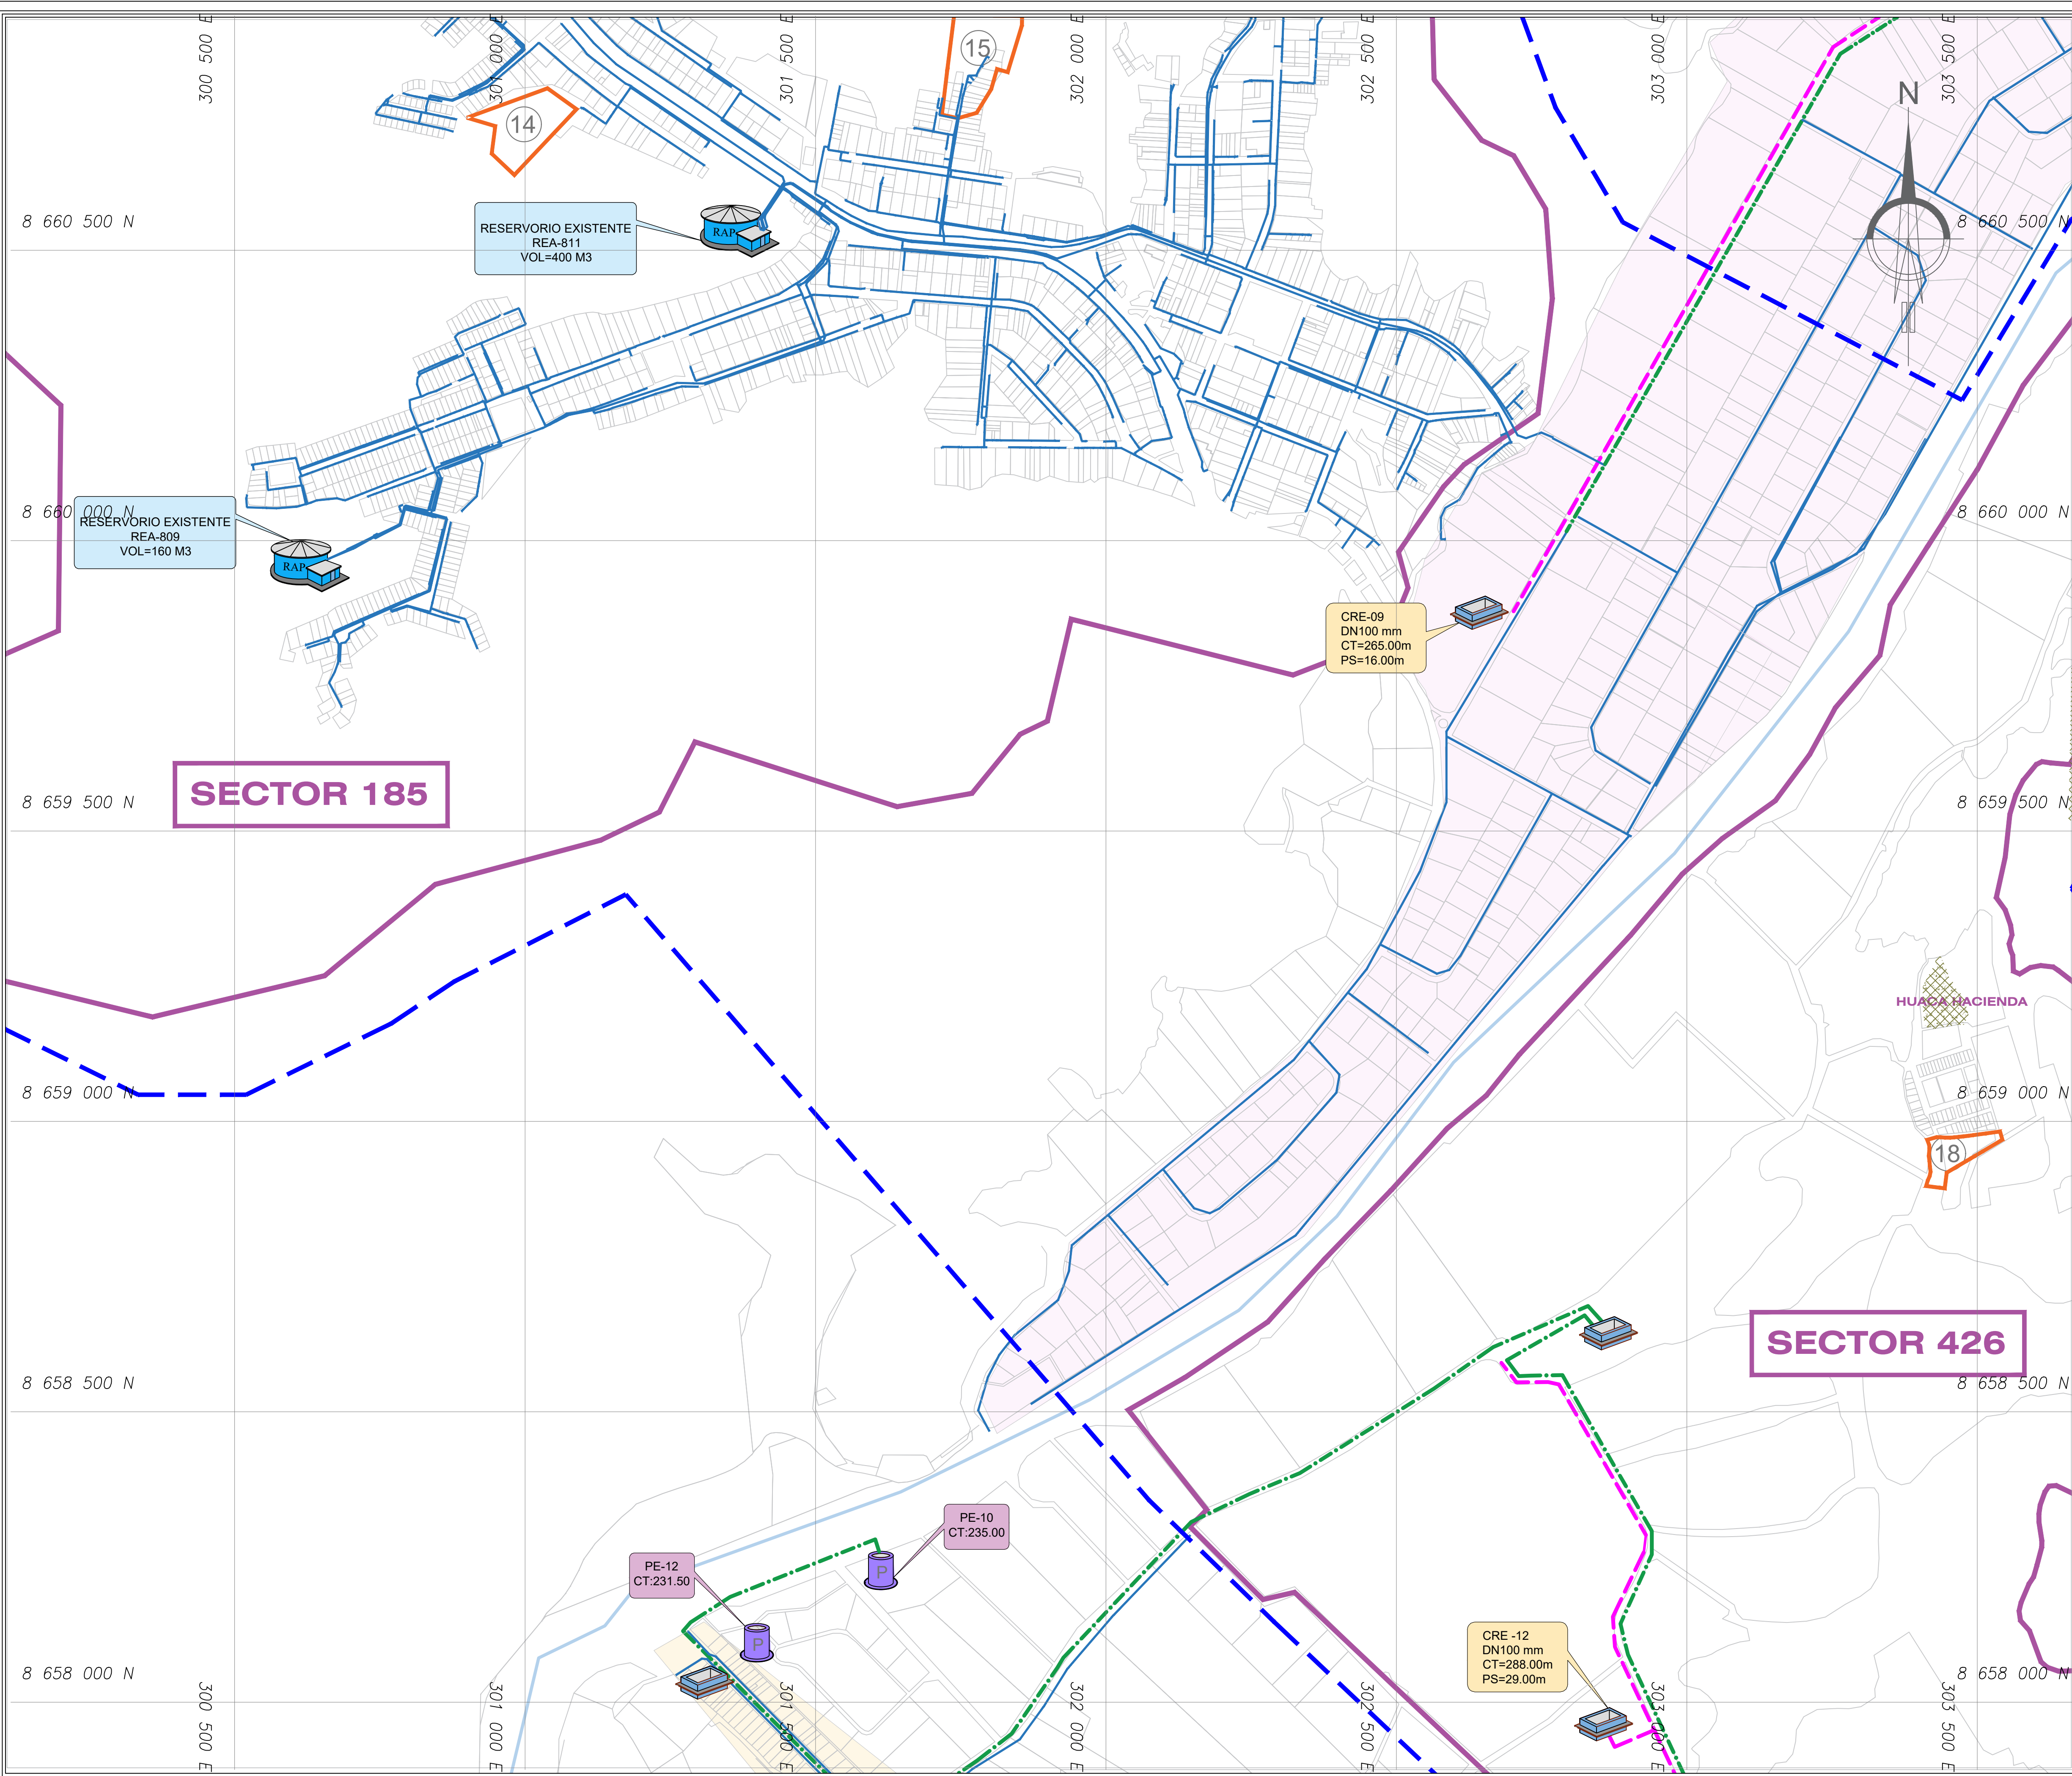 300 500 E
301 000 E
301 500 E
302 000 E
302 500 E
303 000 E
303 500 E
15
14
N
8 660 500 N
8 660 500 N
RESERVORIO EXISTENTE
REA-811
VOL=400 M3
RAP
8 660 000 N
8 660 000 N
RESERVORIO EXISTENTE
REA-809
VOL=160 M3
RAP
CRE-09
DN100 mm
CT=265.00m
PS=16.00m
SECTOR 185
8 659 500 N
8 659 500 N
HUACA HACIENDA
8 659 000 N
8 659 000 N
18
SECTOR 426
8 658 500 N
8 658 500 N
PE-10
CT:235.00
P
PE-12
CT:231.50
P
CRE -12
DN100 mm
CT=288.00m
PS=29.00m
8 658 000 N
8 658 000 N
300 500 E
301 000 E
301 500 E
302 000 E
302 500 E
303 000 E
303 500 E